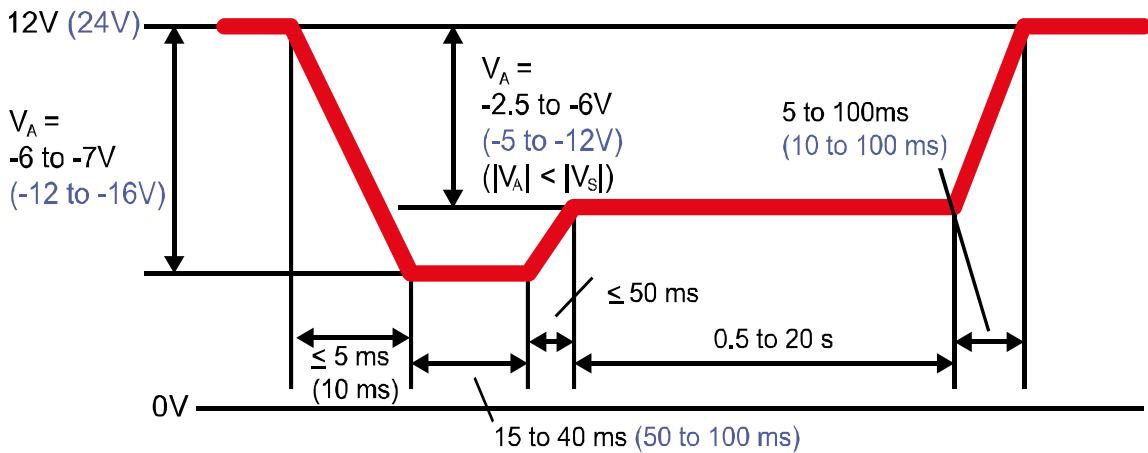 12V (24V)
V_A =
-6 to -7V
(-12 to -16V)
V_A =
-2.5 to -6V
(-5 to -12V)
(|V_A| < |V_S|)
5 to 100ms
(10 to 100 ms)
≤ 50 ms
0.5 to 20 s
≤ 5 ms
(10 ms)
0V
15 to 40 ms (50 to 100 ms)